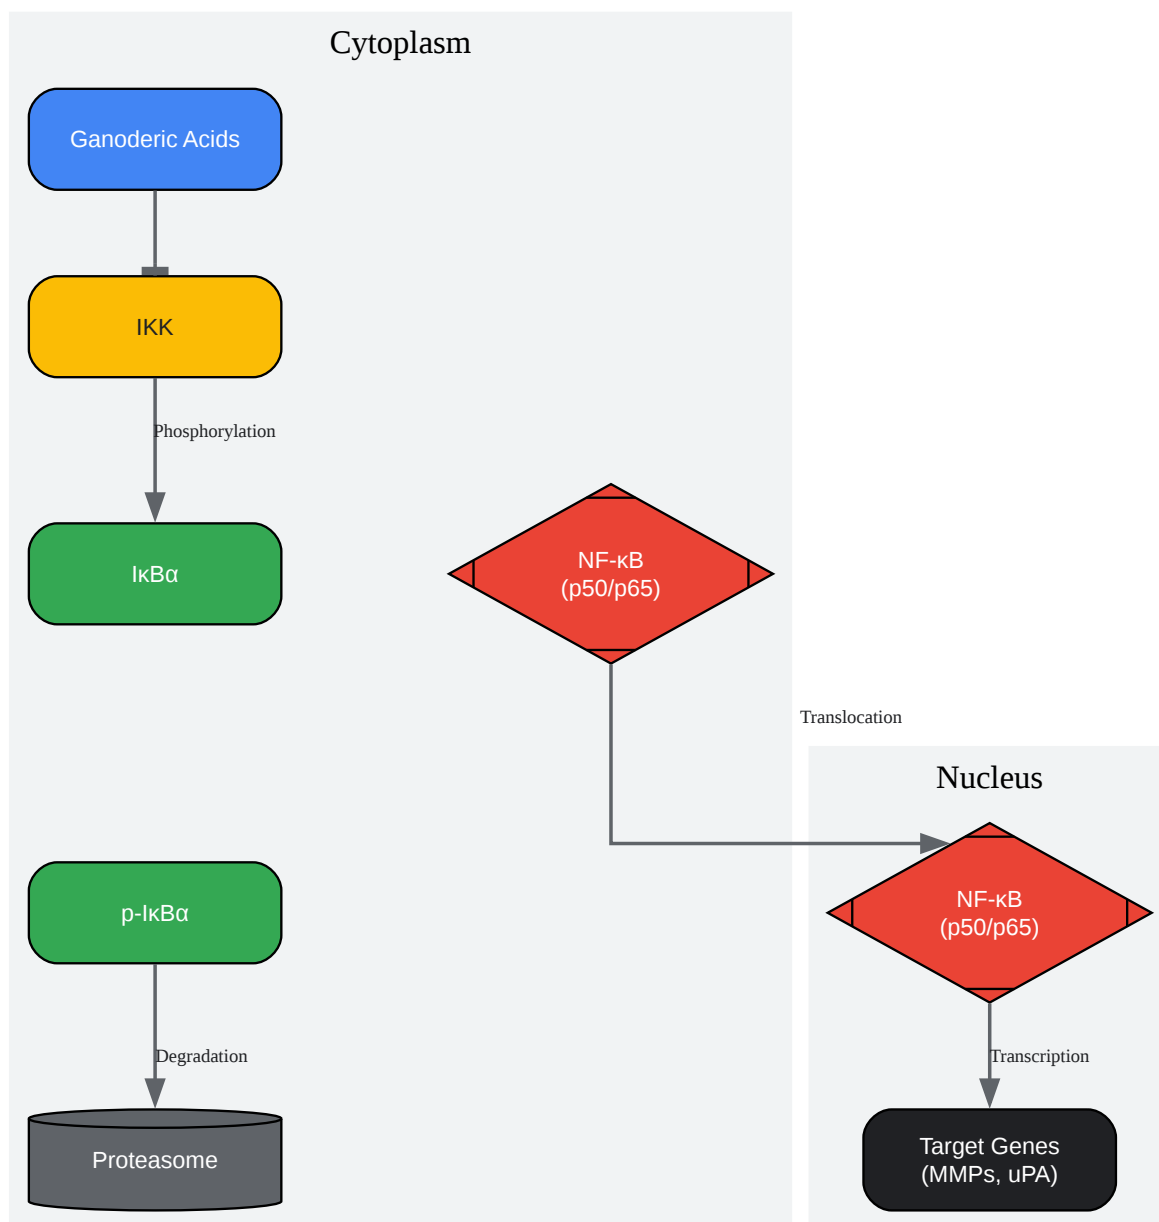 Cytoplasm
Ganoderic Acids
IKK
Phosphorylation
IκBα
NF-κB
(p50/p65)
Translocation
Nucleus
p-IκBα
NF-κB
(p50/p65)
Degradation
Transcription
Proteasome
Target Genes
(MMPs, uPA)